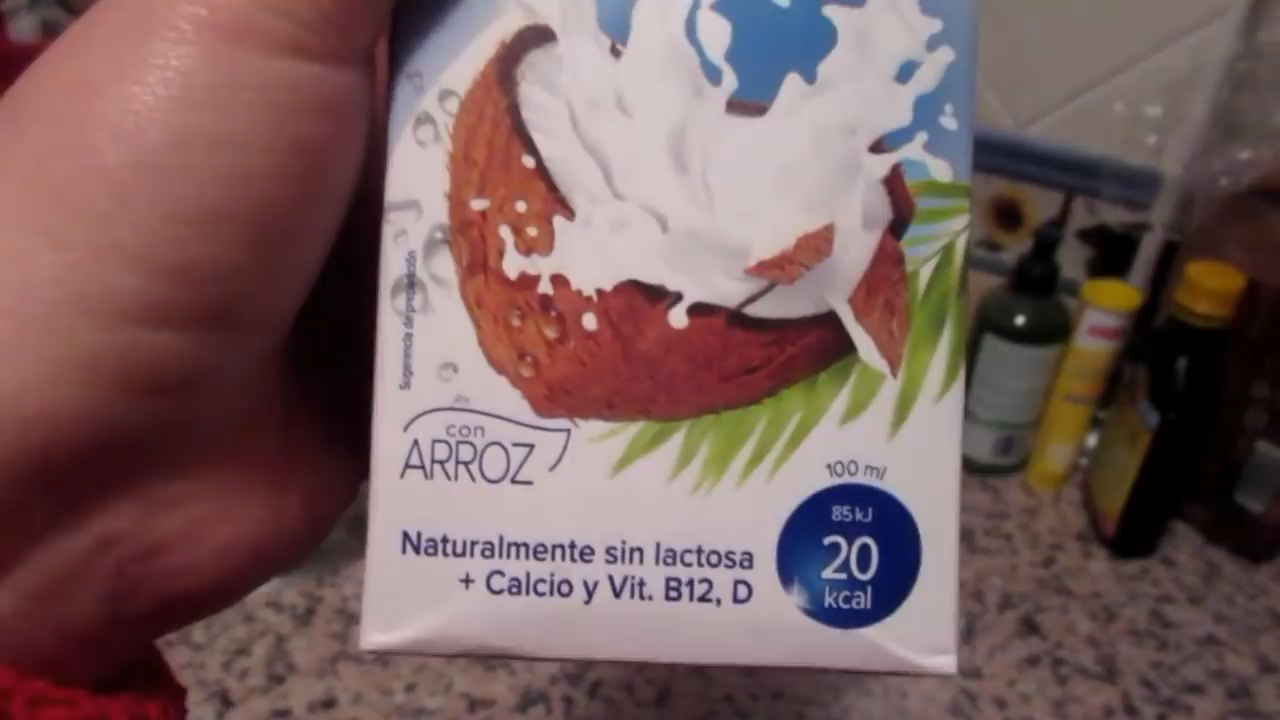 Sugerencia de presentación
con
ARROZ
100 ml
85 kJ
20
kcal
Naturalmente sin lactosa
+ Calcio y Vit. B12, D